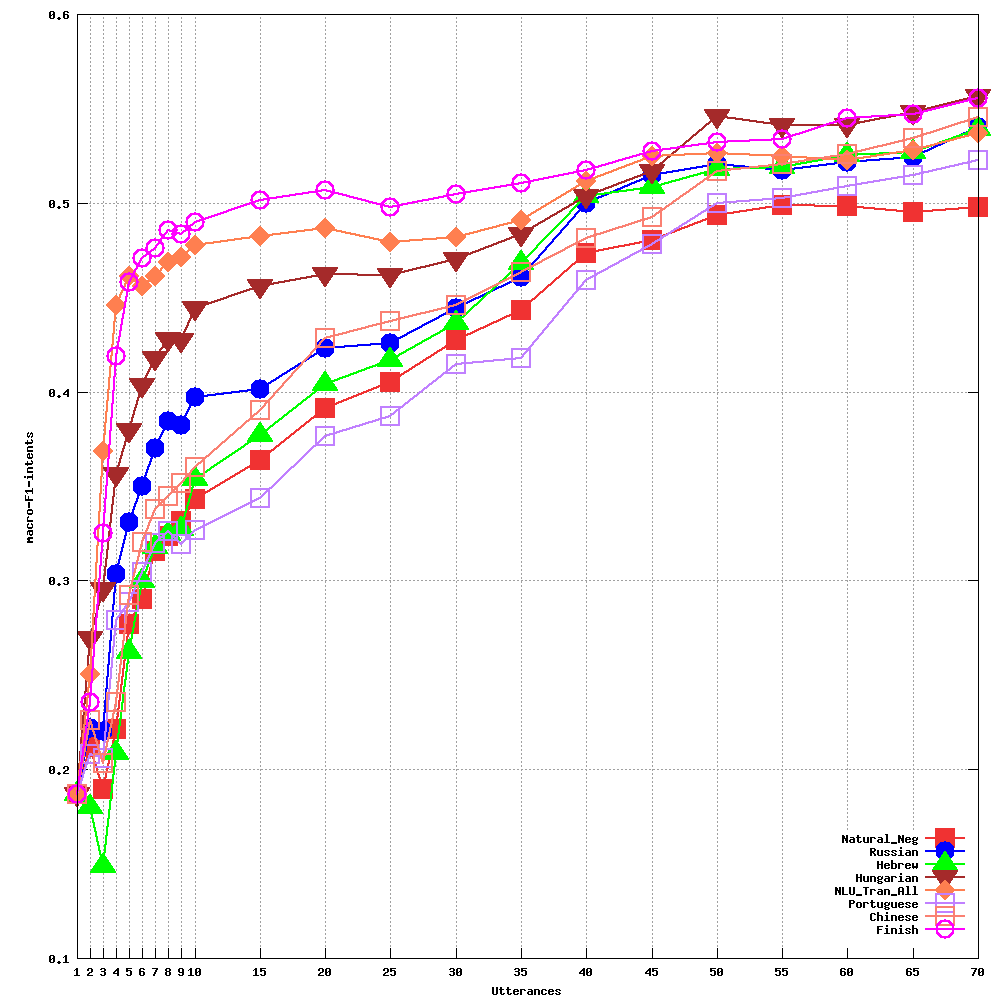 0.6
0.5
0.4
0.3
0.2
0.1
Macro-F1-intents
Natural_Neg
Russian
Hebrew
Hungarian
NLU_Tran_All
Portuguese
Chinese
Finish
1 2 3 4 5 6 7 8 9 10 15 20 25 30 35 40 45 50 55 60 65 70
Utterances